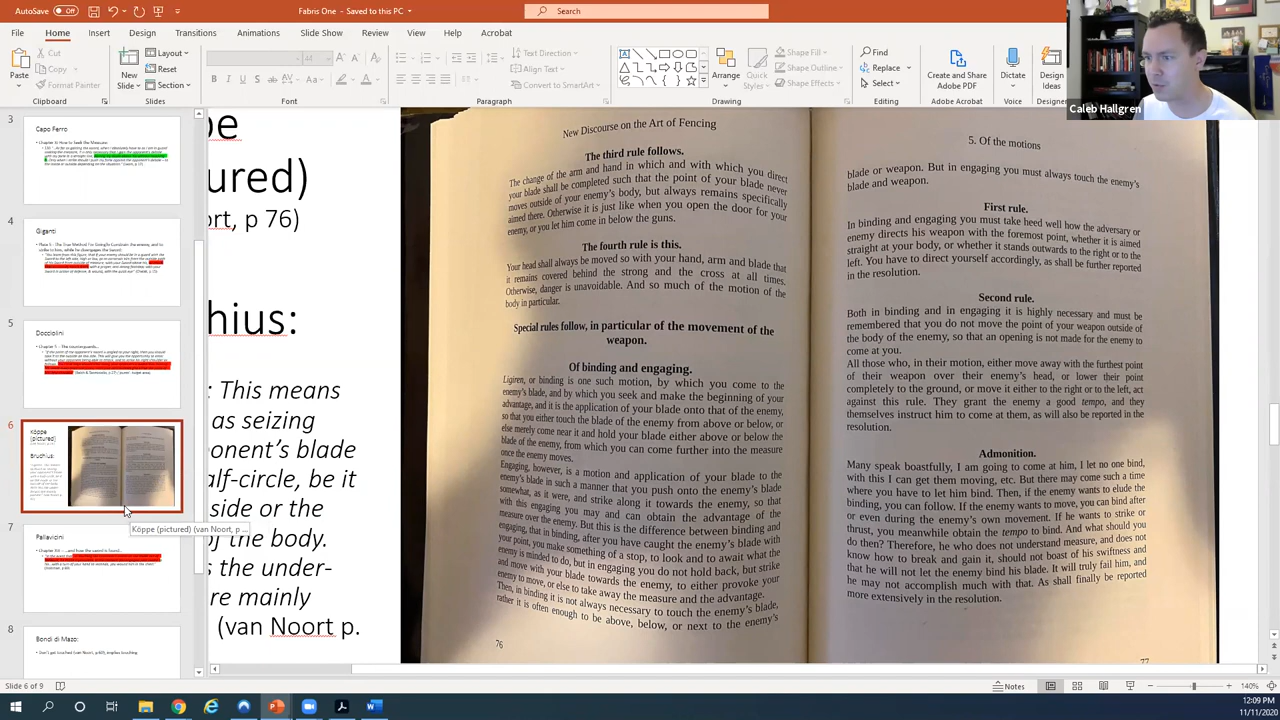 AutoSave Off
Fabris One - Saved to this PC
Search
File Home Insert Draw Design Transitions Animations Slide Show Review View Help Acrobat
Paste
Cut
Copy
Format Painter
Clipboard
New Slide
Layout
Reset
Section
Slides
44
Font
Paragraph
Text Direction
Align Text
Convert to SmartArt
Arrange
Quick Styles
Shape Fill
Shape Outline
Shape Effects
Drawing
Find
Replace
Select
Editing
Create and Share Adobe PDF
Adobe Acrobat
Dictate
Voice
Design Ideas
Designer
Caleb Hallgren
3
Capo Ferro
4
Giganti
5
Docciolini
6
Köppe (pictured)
Bruchius:
7
Pallavicini
8
Bondi di Mazo:
Köppe (pictured) (van Noort, p ...
ured)
ort, p 76)
hius:
: This means
as seizing
onent's blade
alf-circle, be it
side or the
of the body.
s the under-
re mainly
(van Noort p.
New Discourse on the Art of Fencing
The third rule follows.
The change of the arm and hand in which and with which you direct
your blade shall be completed such that the point of your blade never
moves outside of your enemy's body, but always remains specifically
aimed there. Otherwise it is just like when you open the door for your
enemy, or you let him come in below the guns.
The fourth rule is this.
Your head shall always be moved so with your hand, arm and blade that
it remains covered behind the strong and the cross at all times.
Otherwise, danger is unavoidable. And so much of the motion of the
body in particular.
Special rules follow, in particular of the movement of the
weapon.
Of binding and engaging.
Ligiren, or binding is one such motion, by which you come to the
enemy's blade, and by which you seek and make the beginning of your
advantage, and it is the application of your blade onto that of the enemy,
so that you either touch the blade of the enemy from above or below, or
else merely come near it and hold your blade either above or below the
blade of the enemy, from which you can come further into the measure
once the enemy moves.
Engaging, however, is a motion and application of your blade to the
enemy's blade in such a manner that you push onto the enemy's blade
somewhat, as it were, and strike along it towards the enemy, so that
with this engaging you may and can obtain the advantage of the
measure over the enemy. But this is the difference between binding and
engaging, that in binding, after you have caught the enemy's blade with
your point, you make something of a stop, to look and to await what the
enemy is minded to do, but in engaging you do not hold back, but strike
and move with your blade towards the enemy, to either provoke your
enemy to move, or else to take away the measure and the advantage.
Then, in binding it is not always necessary to touch the enemy's blade,
rather it is often enough to be above, below, or next to the enemy's
76
5. Of the motions
blade or weapon. But in engaging you must always touch the enemy's
blade and weapon.
First rule.
In binding and engaging you must take heed well how the adversary or
enemy directs his weapon with the foremost point, whether it is aimed
straight at your body, or whether it stands outwards to the right or to the
left. You have to direct yourself accordingly, as shall be further reported
in the resolution.
Second rule.
Both in binding and in engaging it is highly necessary and must be
remembered that you do not move the point of your weapon outside of
the body of the enemy, so that an opening is not made for the enemy to
come at you.
All those who, in their motion, either move away with the furthest point
of their weapon over their enemy's head, or lower their point
completely to the ground, or move it either to the right or to the left, act
against this rule. They grant the enemy a good tempo, and they
themselves instruct him to come at them, as will also be reported in the
resolution.
Admonition.
Many speak boastfully, I am going to come at him, I let no one bind,
with this I can get them moving, etc. But there may come such a time
where you have to let him bind. Then, if the enemy wants to elude the
binding, you can follow. If the enemy wants to move, you can bind after
or even during the enemy's own movement. If he wants to strike or
thrust, you meanwhile obtain the tempo to bind. And what should you
do then? Therefore, he who does not understand measure, and does not
know how to break and gain it, should not boast of his swiftness and
that he will not let the enemy bind his blade. It will truly fail him, and
he may not accomplish much with that. As shall finally be reported
more extensively in the resolution.
77
Slide 6 of 9
Notes
140%
12:09 PM
11/11/2020